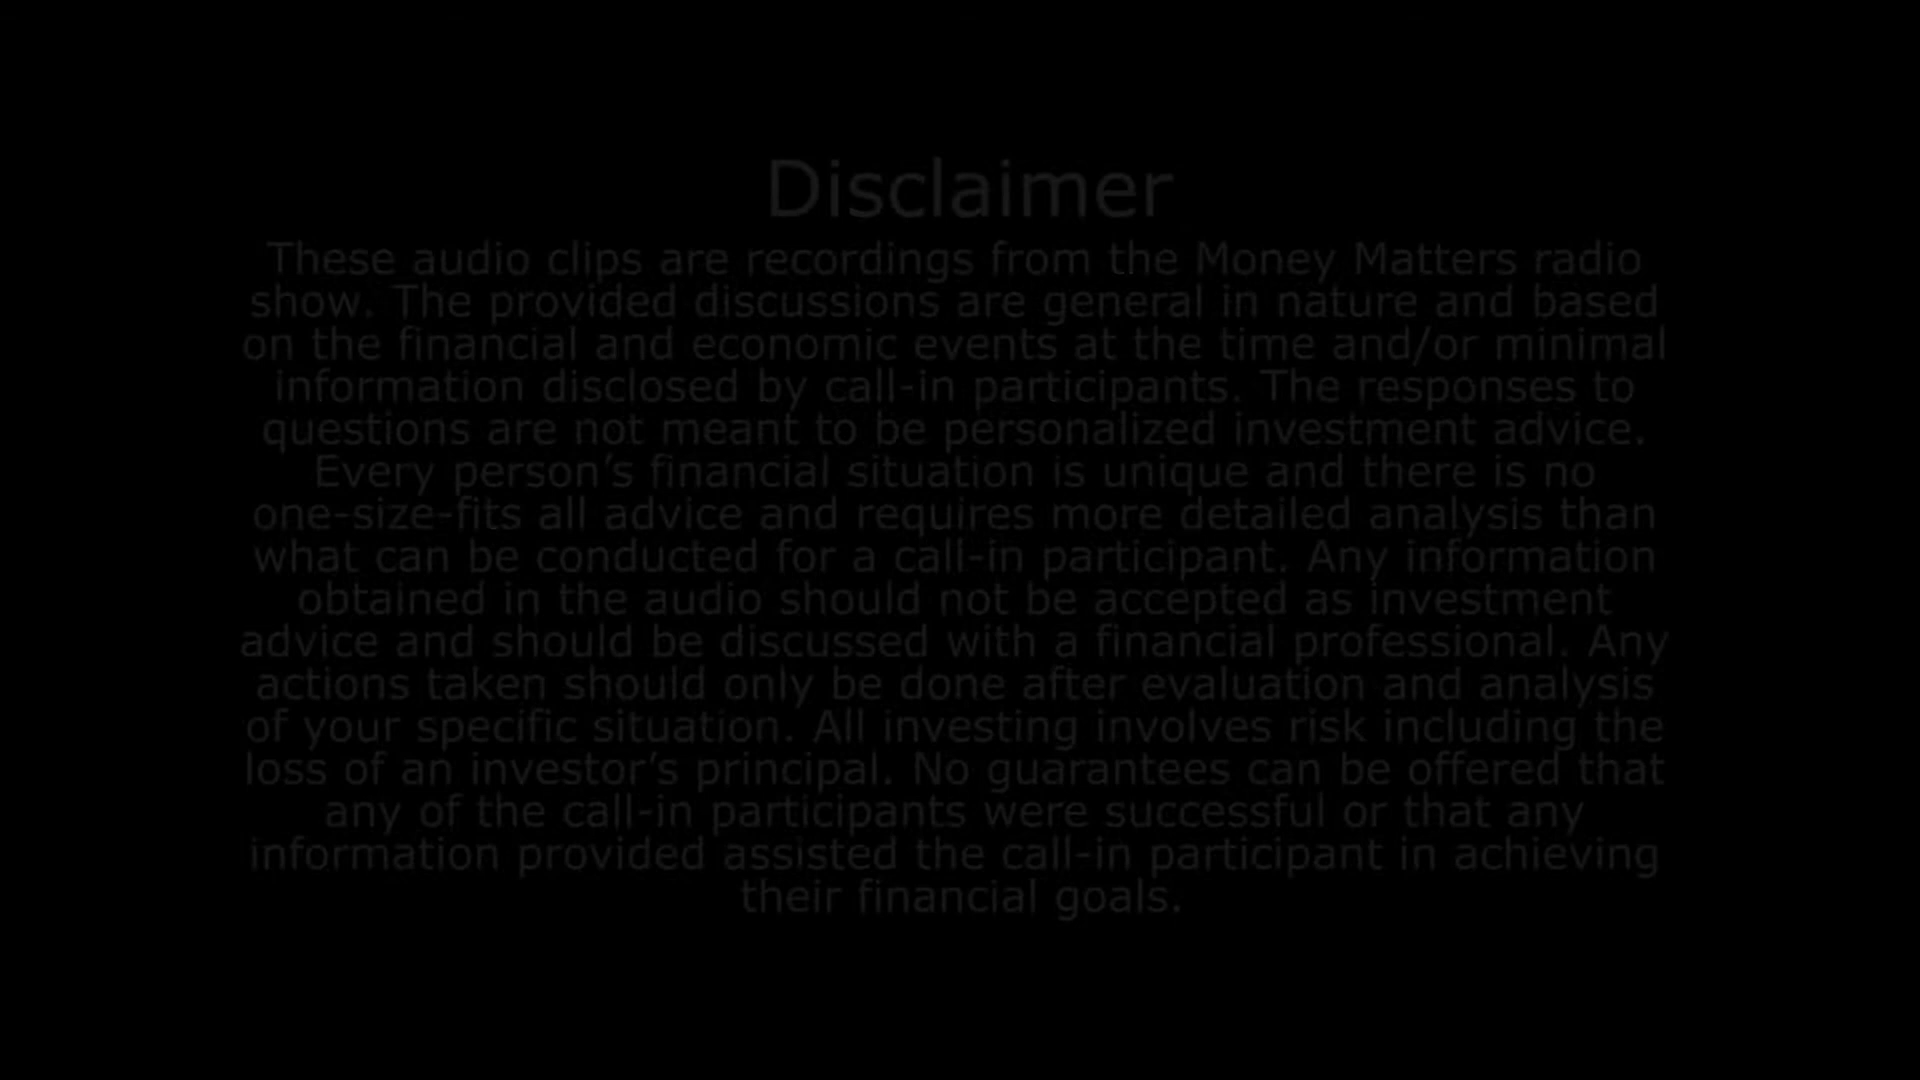 Disclaimer
These audio clips are recordings from the Money Matters radio
show. The provided discussions are general in nature and based
on the financial and economic events at the time and/or minimal
information disclosed by call-in participants. The responses to
questions are not meant to be personalized investment advice.
Every person’s financial situation is unique and there is no
one-size-fits all advice and requires more detailed analysis than
what can be conducted for a call-in participant. Any information
obtained in the audio should not be accepted as investment
advice and should be discussed with a financial professional. Any
actions taken should only be done after evaluation and analysis
of your specific situation. All investing involves risk including the
loss of an investor’s principal. No guarantees can be offered that
any of the call-in participants were successful or that any
information provided assisted the call-in participant in achieving
their financial goals.